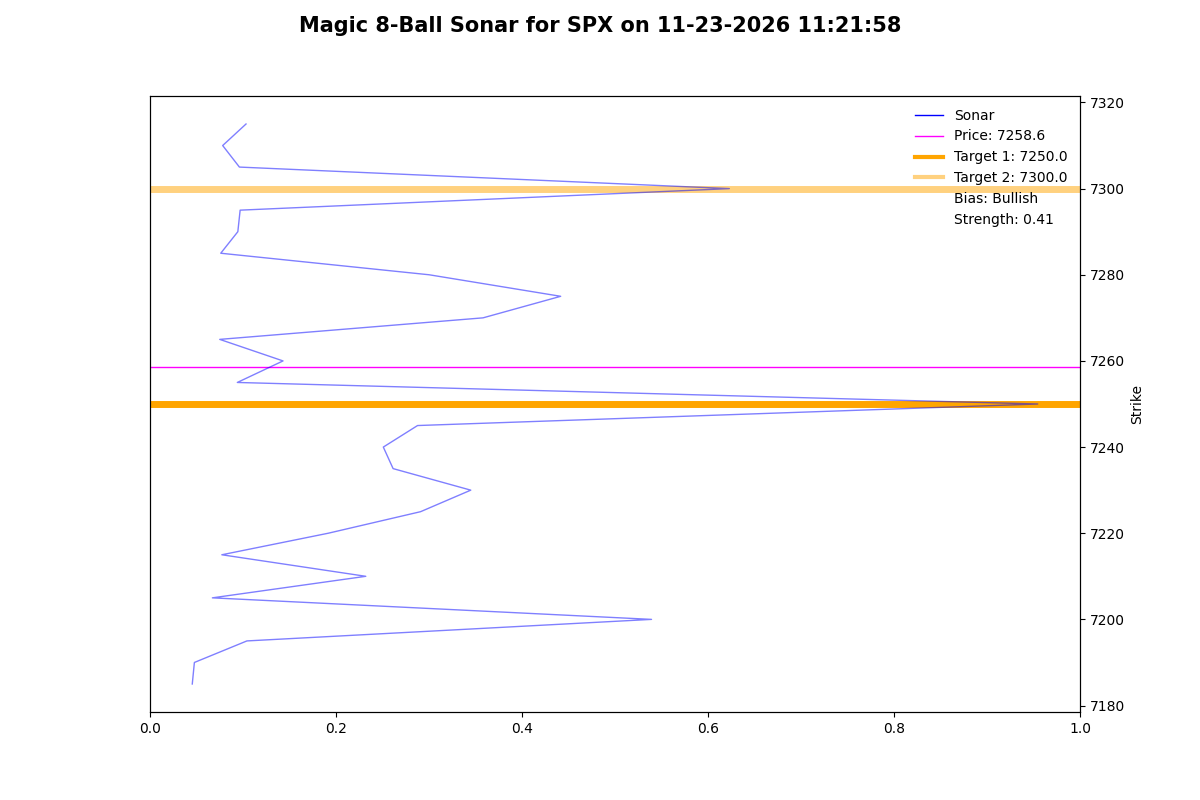 Magic 8-Ball Sonar for SPX on 11-23-2026 11:21:58
Sonar
Price: 7258.6
Target 1: 7250.0
Target 2: 7300.0
Bias: Bullish
Strength: 0.41
7320
7300
7280
7260
7240
7220
7200
7180
Strike
0.0 0.2 0.4 0.6 0.8 1.0